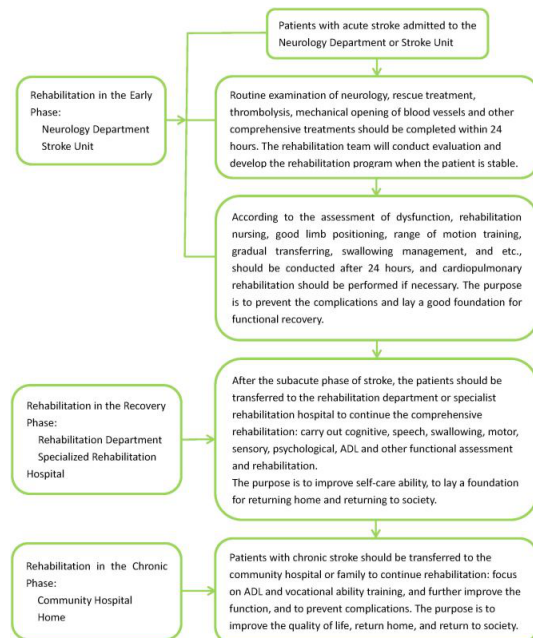 Patients with acute stroke admitted to the
Neurology Department or Stroke Unit
Rehabilitation in the Early
Phase:
Neurology Department
Stroke Unit
Routine examination of neurology, rescue treatment,
thrombolysis, mechanical opening of blood vessels and other
comprehensive treatments should be completed within 24
hours. The rehabilitation team will conduct evaluation and
develop the rehabilitation program when the patient is stable.
According to the assessment of dysfunction, rehabilitation
nursing, good limb positioning, range of motion training,
gradual transferring, swallowing management, and etc.,
should be conducted after 24 hours, and cardiopulmonary
rehabilitation should be performed if necessary. The purpose
is to prevent the complications and lay a good foundation for
functional recovery.
Rehabilitation in the Recovery
Phase:
Rehabilitation Department
Specialized Rehabilitation
Hospital
After the subacute phase of stroke, the patients should be
transferred to the rehabilitation department or specialist
rehabilitation hospital to continue the comprehensive
rehabilitation: carry out cognitive, speech, swallowing, motor,
sensory, psychological, ADL and other functional assessment
and rehabilitation.
The purpose is to improve self-care ability, to lay a foundation
for returning home and returning to society.
Rehabilitation in the Chronic
Phase:
Community Hospital
Home
Patients with chronic stroke should be transferred to the
community hospital or family to continue rehabilitation: focus
on ADL and vocational ability training, and further improve the
function, and to prevent complications. The purpose is to
improve the quality of life, return home, and return to society.